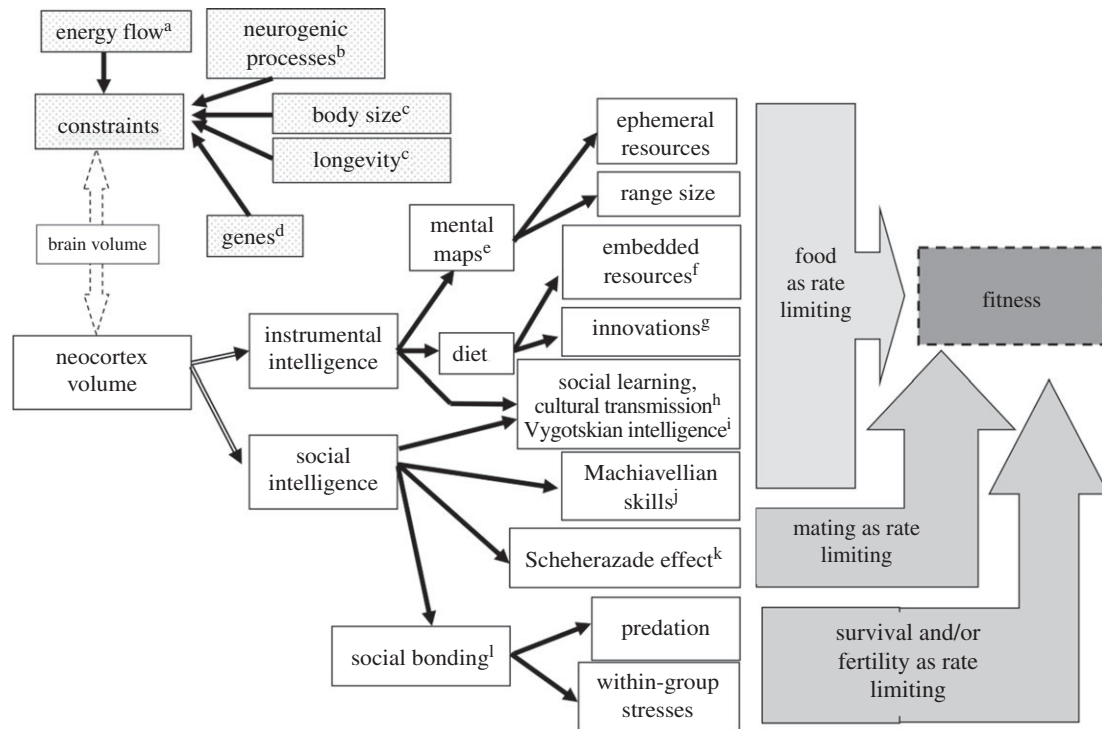 energy flowᵃ
neurogenic
processesᵇ
constraints
body sizeᶜ
longevityᶜ
genesᵈ
brain volume
neocortex
volume
instrumental
intelligence
social
intelligence
mental
mapsᵉ
diet
ephemeral
resources
range size
embedded
resourcesᶠ
innovationsᵍ
social learning,
cultural transmissionʰ
Vygotskian intelligenceⁱ
Machiavellian
skillsʲ
Scheherazade effectᵏ
social bondingˡ
predation
within-group
stresses
food
as rate
limiting
mating as rate
limiting
survival and/or
fertility as rate
limiting
fitness